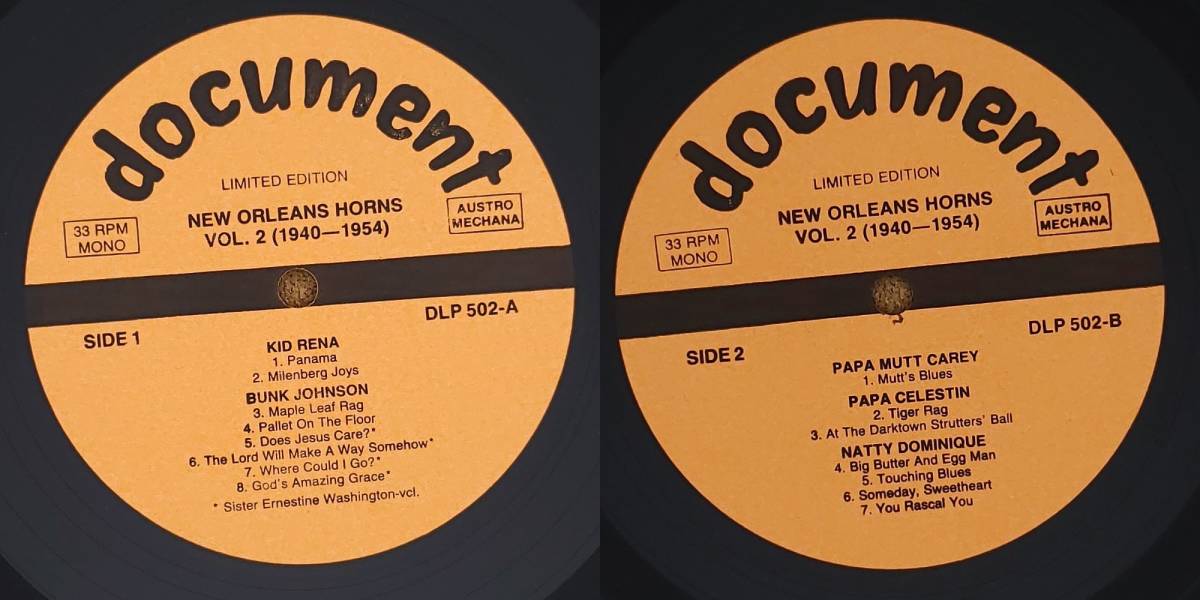 document
LIMITED EDITION
NEW ORLEANS HORNS
VOL. 2 (1940—1954)
33 RPM
MONO
AUSTRO
MECHANA
SIDE 1
DLP 502-A
KID RENA
1. Panama
2. Milenberg Joys
BUNK JOHNSON
3. Maple Leaf Rag
4. Pallet On The Floor
5. Does Jesus Care?*
6. The Lord Will Make A Way Somehow*
7. Where Could I Go?*
8. God's Amazing Grace*
* Sister Ernestine Washington-vcl.
document
LIMITED EDITION
NEW ORLEANS HORNS
VOL. 2 (1940—1954)
33 RPM
MONO
AUSTRO
MECHANA
SIDE 2
DLP 502-B
PAPA MUTT CAREY
1. Mutt's Blues
PAPA CELESTIN
2. Tiger Rag
3. At The Darktown Strutters' Ball
NATTY DOMINIQUE
4. Big Butter And Egg Man
5. Touching Blues
6. Someday, Sweetheart
7. You Rascal You